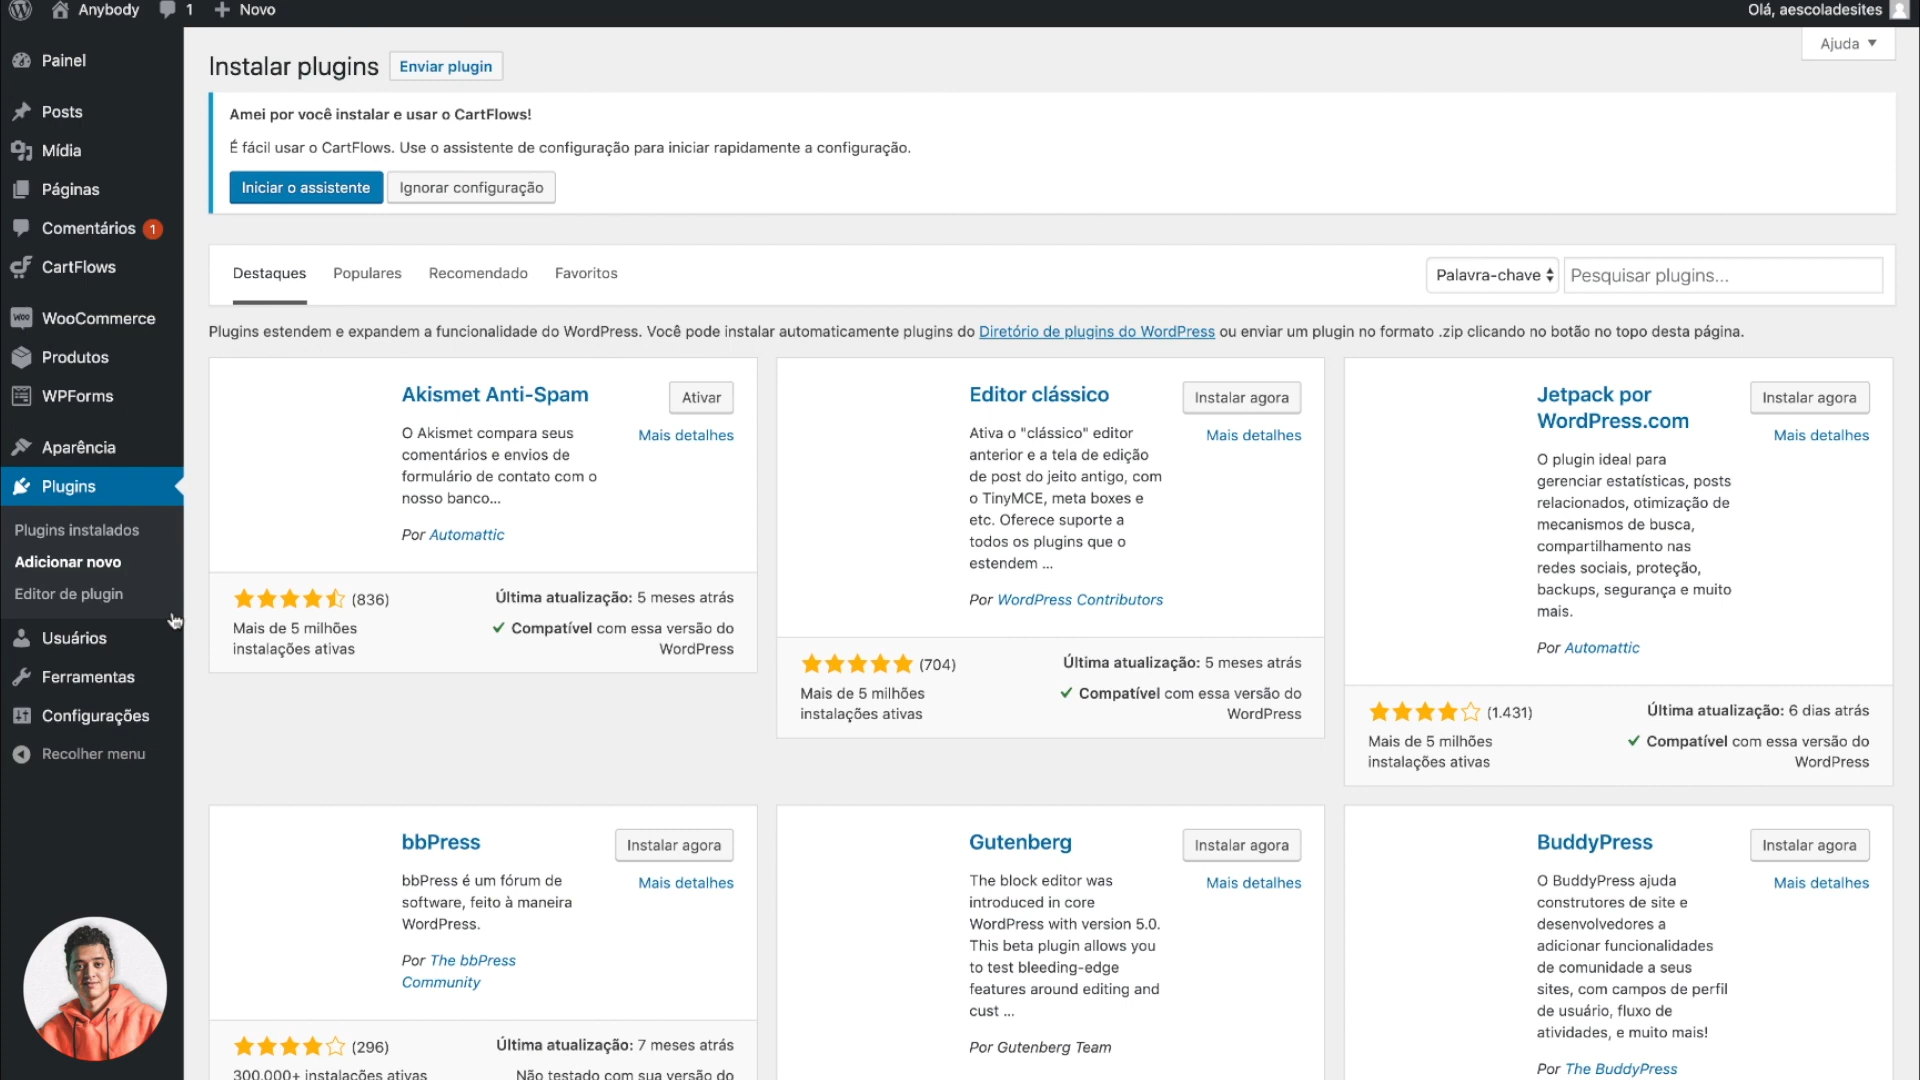 Anybody
1
Novo
Olá, aescoladesites
Painel
Posts
Mídia
Páginas
Comentários 1
CartFlows
WooCommerce
Produtos
WPForms
Aparência
Plugins
Plugins instalados
Adicionar novo
Editor de plugin
Usuários
Ferramentas
Configurações
Recolher menu
Ajuda
Instalar plugins
Enviar plugin
Amei por você instalar e usar o CartFlows!
É fácil usar o CartFlows. Use o assistente de configuração para iniciar rapidamente a configuração.
Iniciar o assistente
Ignorar configuração
Destaques
Populares
Recomendado
Favoritos
Palavra-chave
Pesquisar plugins...
Plugins estendem e expandem a funcionalidade do WordPress. Você pode instalar automaticamente plugins do Diretório de plugins do WordPress ou enviar um plugin no formato .zip clicando no botão no topo desta página.
Akismet Anti-Spam
Ativar
Mais detalhes
O Akismet compara seus
comentários e envios de
formulário de contato com o
nosso banco...
Por Automattic
(836)
Mais de 5 milhões
instalações ativas
Última atualização: 5 meses atrás
Compatível com essa versão do
WordPress
Editor clássico
Instalar agora
Mais detalhes
Ativa o "clássico" editor
anterior e a tela de edição
de post do jeito antigo, com
o TinyMCE, meta boxes e
etc. Oferece suporte a
todos os plugins que o
estendem ...
Por WordPress Contributors
(704)
Mais de 5 milhões
instalações ativas
Última atualização: 5 meses atrás
Compatível com essa versão do
WordPress
Jetpack por
WordPress.com
Instalar agora
Mais detalhes
O plugin ideal para
gerenciar estatísticas, posts
relacionados, otimização de
mecanismos de busca,
compartilhamento nas
redes sociais, proteção,
backups, segurança e muito
mais.
Por Automattic
(1.431)
Mais de 5 milhões
instalações ativas
Última atualização: 6 dias atrás
Compatível com essa versão do
WordPress
bbPress
Instalar agora
Mais detalhes
bbPress é um fórum de
software, feito à maneira
WordPress.
Por The bbPress
Community
(296)
300.000+ instalações ativas
Última atualização: 7 meses atrás
Não testado com sua versão do
Gutenberg
Instalar agora
Mais detalhes
The block editor was
introduced in core
WordPress with version 5.0.
This beta plugin allows you
to test bleeding-edge
features around editing and
cust ...
Por Gutenberg Team
BuddyPress
Instalar agora
Mais detalhes
O BuddyPress ajuda
construtores de site e
desenvolvedores a
adicionar funcionalidades
de comunidade a seus
sites, com campos de perfil
de usuário, fluxo de
atividades, e muito mais!
Por The BuddyPress